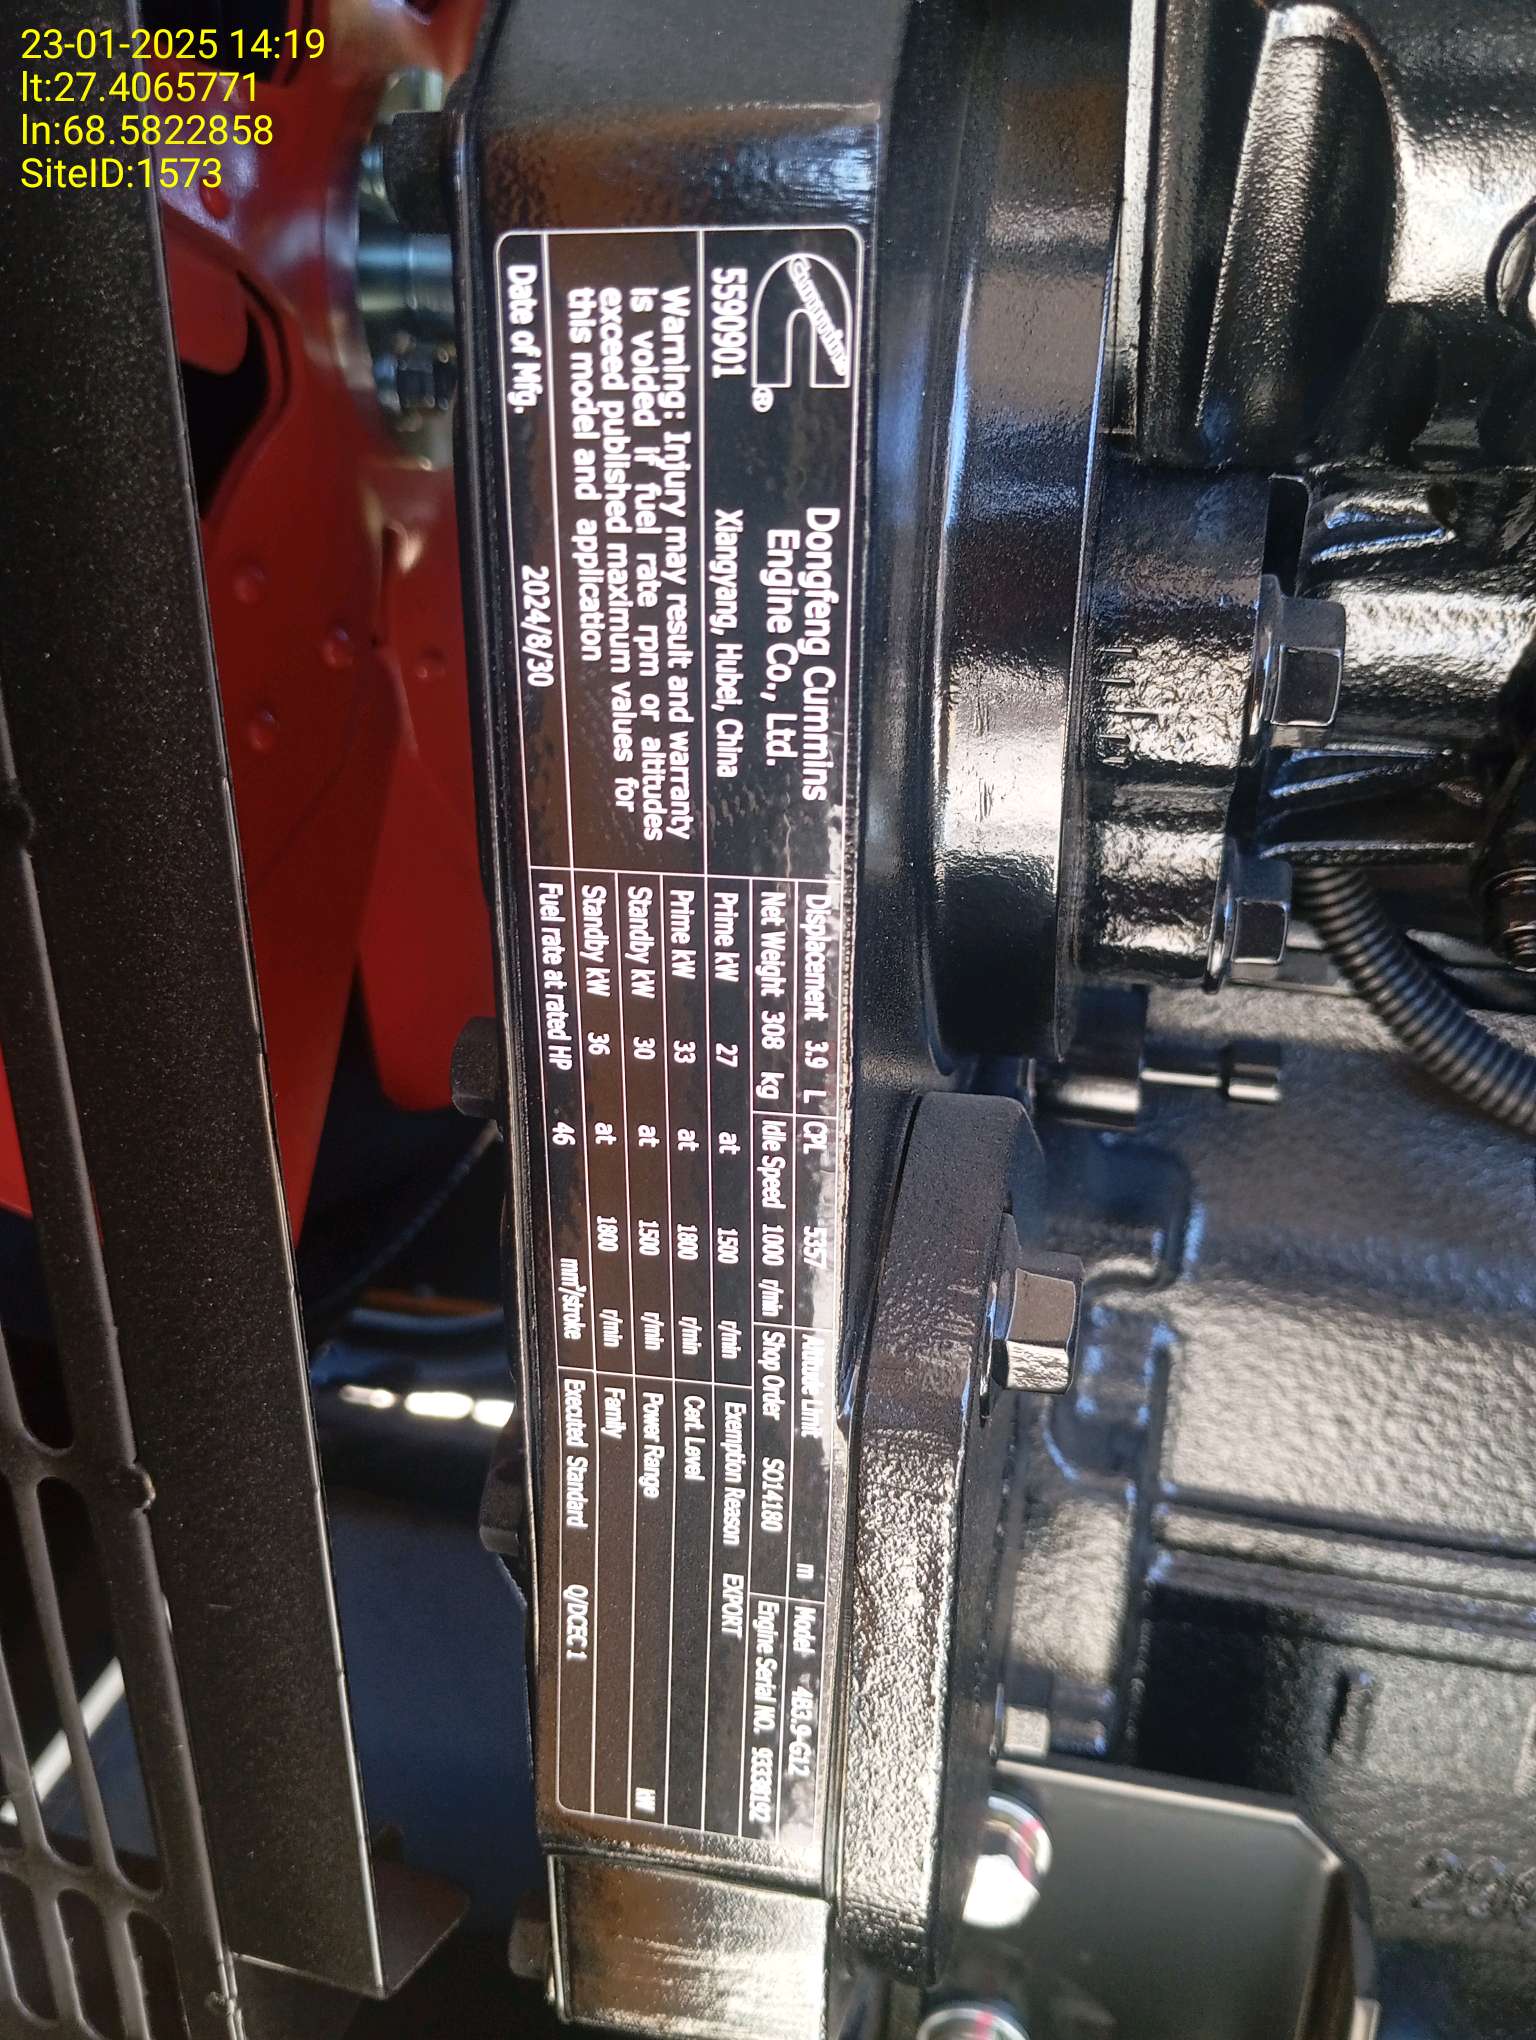 23-01-2025 14:19
lt:27.4065771
ln:68.5822858
SiteID:1573
Cummins
®
Dongfeng Cummins
Engine Co., Ltd.
5590901 Xiangyang, Hubei, China
Warning: Injury may result and warranty
is voided if fuel rate rpm or altitudes
exceed published maximum values for
this model and application
Date of Mfg. 2024/8/30
Displacement 3.9 L CPL 5357 Altitude Limit m Model 4B3.9-G12
Net Weight 308 kg Idle Speed 1000 r/min Shop Order SO14180 Engine Serial NO. 93380192
Prime kW 27 at 1500 r/min Exemption Reason EXPORT
Prime kW 33 at 1800 r/min Cert. Level
Standby kW 30 at 1500 r/min Power Range kW
Standby kW 36 at 1800 r/min Family
Fuel rate at rated HP 46 mm³/stroke Executed Standard Q/DCEC 1